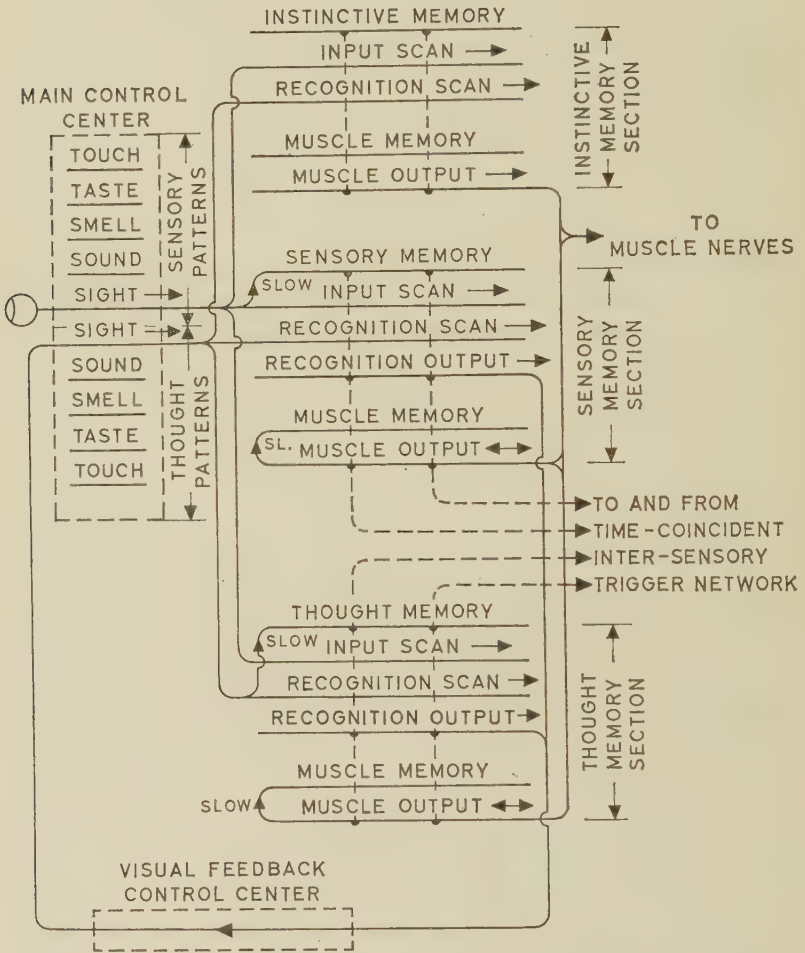 INSTINCTIVE MEMORY
INPUT SCAN
RECOGNITION SCAN
MUSCLE MEMORY
MUSCLE OUTPUT
INSTINCTIVE
MEMORY
SECTION
MAIN CONTROL
CENTER
TOUCH
TASTE
SMELL
SOUND
SIGHT
SENSORY
PATTERNS
SIGHT
SOUND
SMELL
TASTE
TOUCH
THOUGHT
PATTERNS
TO
MUSCLE NERVES
SENSORY MEMORY
SLOW
INPUT SCAN
RECOGNITION SCAN
RECOGNITION OUTPUT
MUSCLE MEMORY
SL.
MUSCLE OUTPUT
SENSORY
MEMORY
SECTION
TO AND FROM
TIME-COINCIDENT
INTER-SENSORY
TRIGGER NETWORK
THOUGHT MEMORY
SLOW
INPUT SCAN
RECOGNITION SCAN
RECOGNITION OUTPUT
MUSCLE MEMORY
SLOW
MUSCLE OUTPUT
THOUGHT
MEMORY
SECTION
VISUAL FEEDBACK
CONTROL CENTER